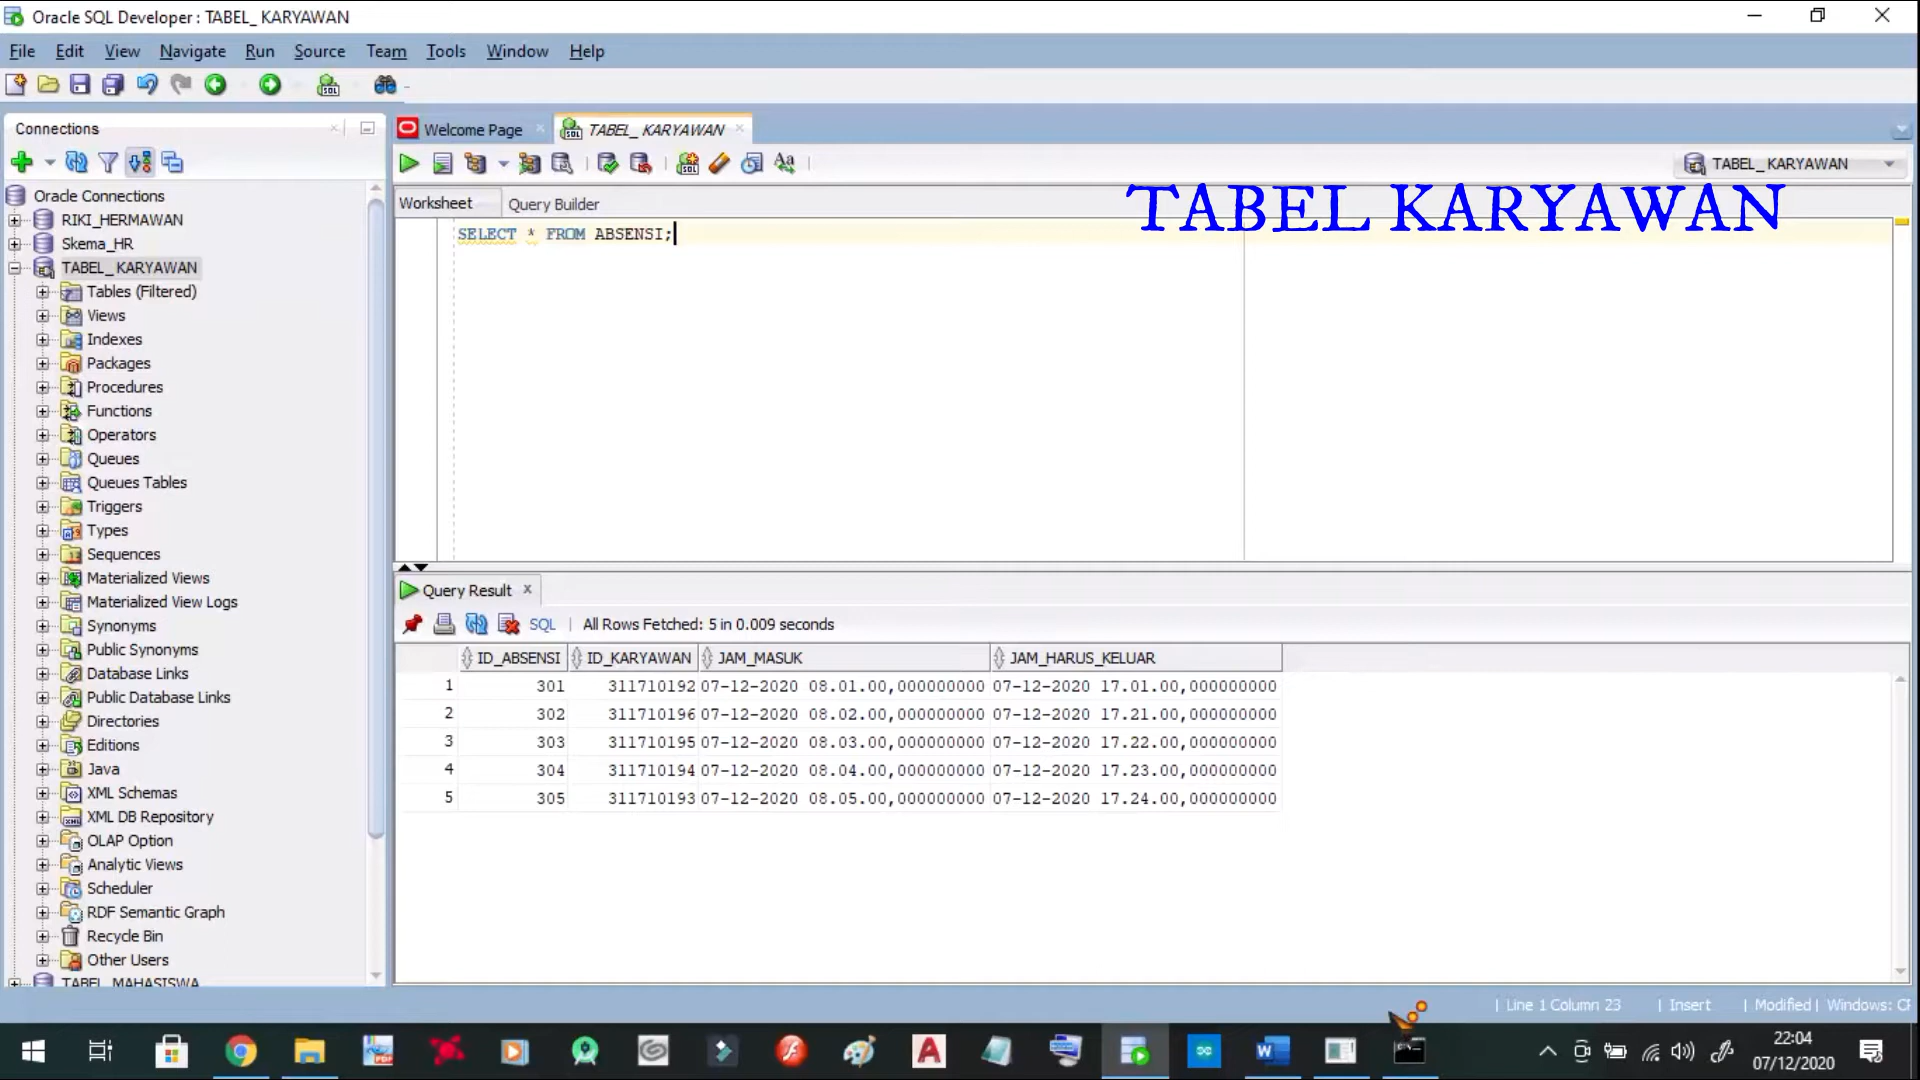 Oracle SQL Developer : TABEL_ KARYAWAN
File Edit View Navigate Run Source Team Tools Window Help
Connections
Oracle Connections
RIKI_HERMAWAN
Skema_HR
TABEL_ KARYAWAN
Tables (Filtered)
Views
Indexes
Packages
Procedures
Functions
Operators
Queues
Queues Tables
Triggers
Types
Sequences
Materialized Views
Materialized View Logs
Synonyms
Public Synonyms
Database Links
Public Database Links
Directories
Editions
Java
XML Schemas
XML DB Repository
OLAP Option
Analytic Views
Scheduler
RDF Semantic Graph
Recycle Bin
Other Users
TABEL_MAHASISWA
Welcome Page TABEL_ KARYAWAN
TABEL_ KARYAWAN
Worksheet Query Builder
TABEL KARYAWAN
SELECT * FROM ABSENSI;
Query Result
SQL All Rows Fetched: 5 in 0.009 seconds
ID_ABSENSI ID_KARYAWAN JAM_MASUK JAM_HARUS_KELUAR
1 301 311710192 07-12-2020 08.01.00,000000000 07-12-2020 17.01.00,000000000
2 302 311710196 07-12-2020 08.02.00,000000000 07-12-2020 17.21.00,000000000
3 303 311710195 07-12-2020 08.03.00,000000000 07-12-2020 17.22.00,000000000
4 304 311710194 07-12-2020 08.04.00,000000000 07-12-2020 17.23.00,000000000
5 305 311710193 07-12-2020 08.05.00,000000000 07-12-2020 17.24.00,000000000
Line 1 Column 23 Insert Modified Windows: CF
22:04
07/12/2020